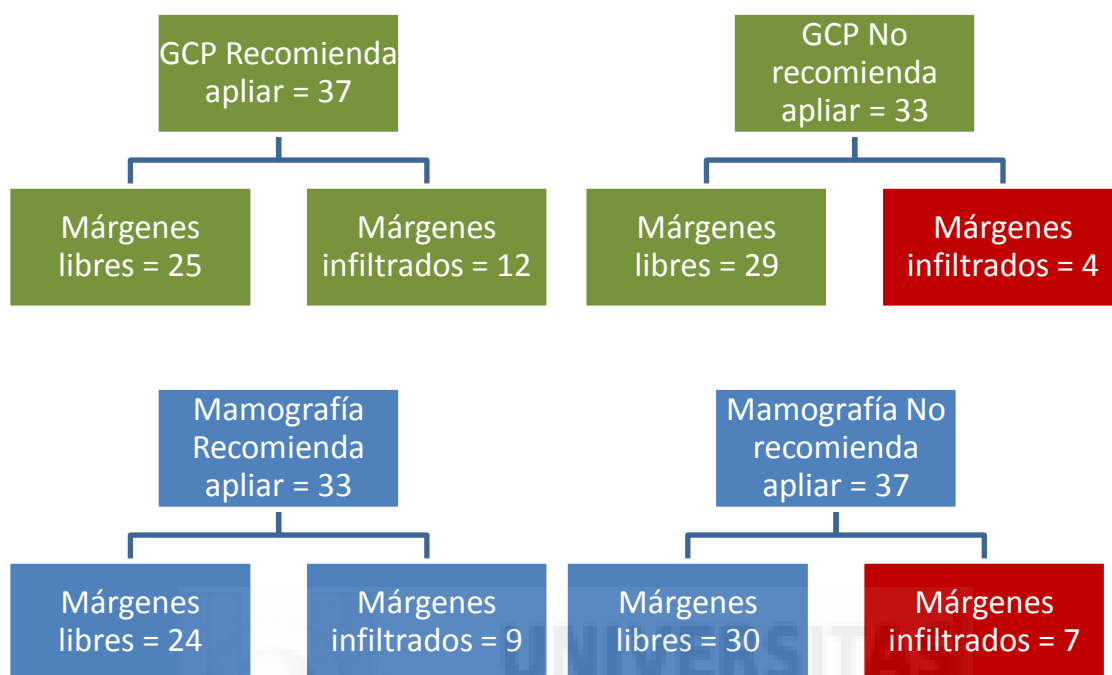 GCP Recomienda
apliar = 37
GCP No
recomienda
apliar = 33
Márgenes
libres = 25
Márgenes
infiltrados = 12
Márgenes
libres = 29
Márgenes
infiltrados = 4
Mamografía
Recomienda
apliar = 33
Mamografía No
recomienda
apliar = 37
Márgenes
libres = 24
Márgenes
infiltrados = 9
Márgenes
libres = 30
Márgenes
infiltrados = 7
UNIVERSITAS